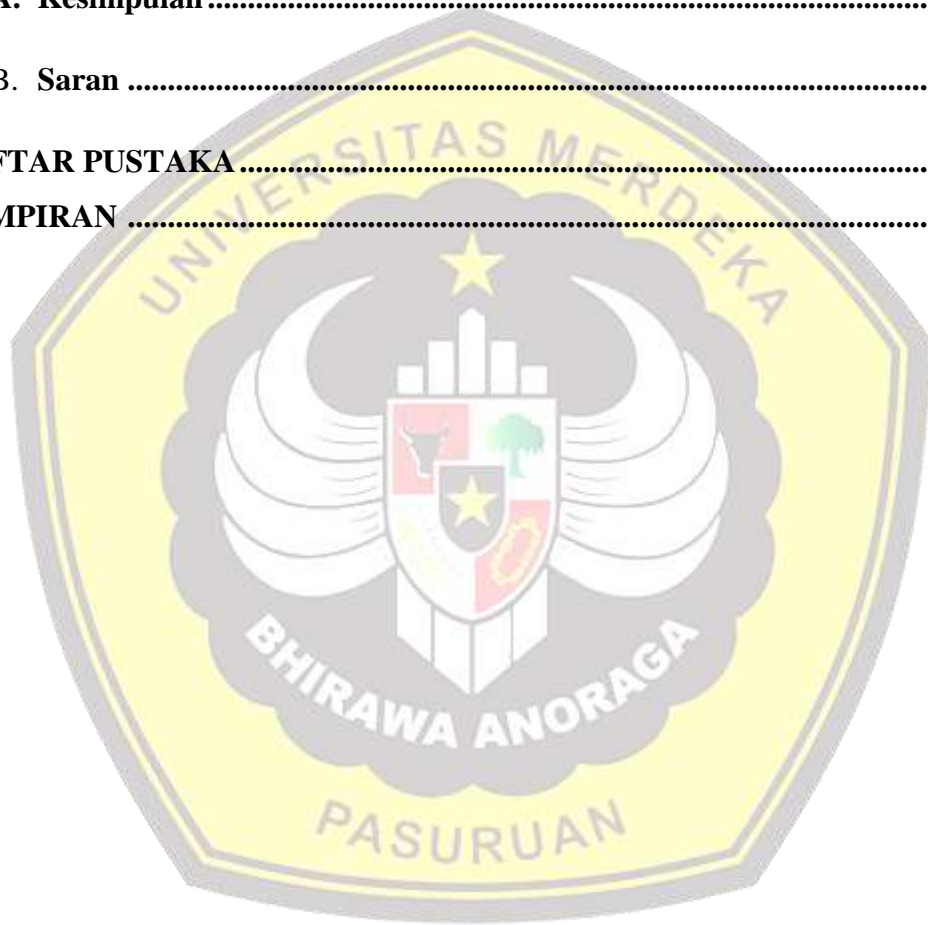 A. Kesimpulan ........................................................................................................
B. Saran ........................................................................................................
FTAR PUSTAKA ........................................................................................................
MPIRAN ........................................................................................................
UNIVERSITAS MERDEKA
BHIRAWA ANORAGA
PASURUAN